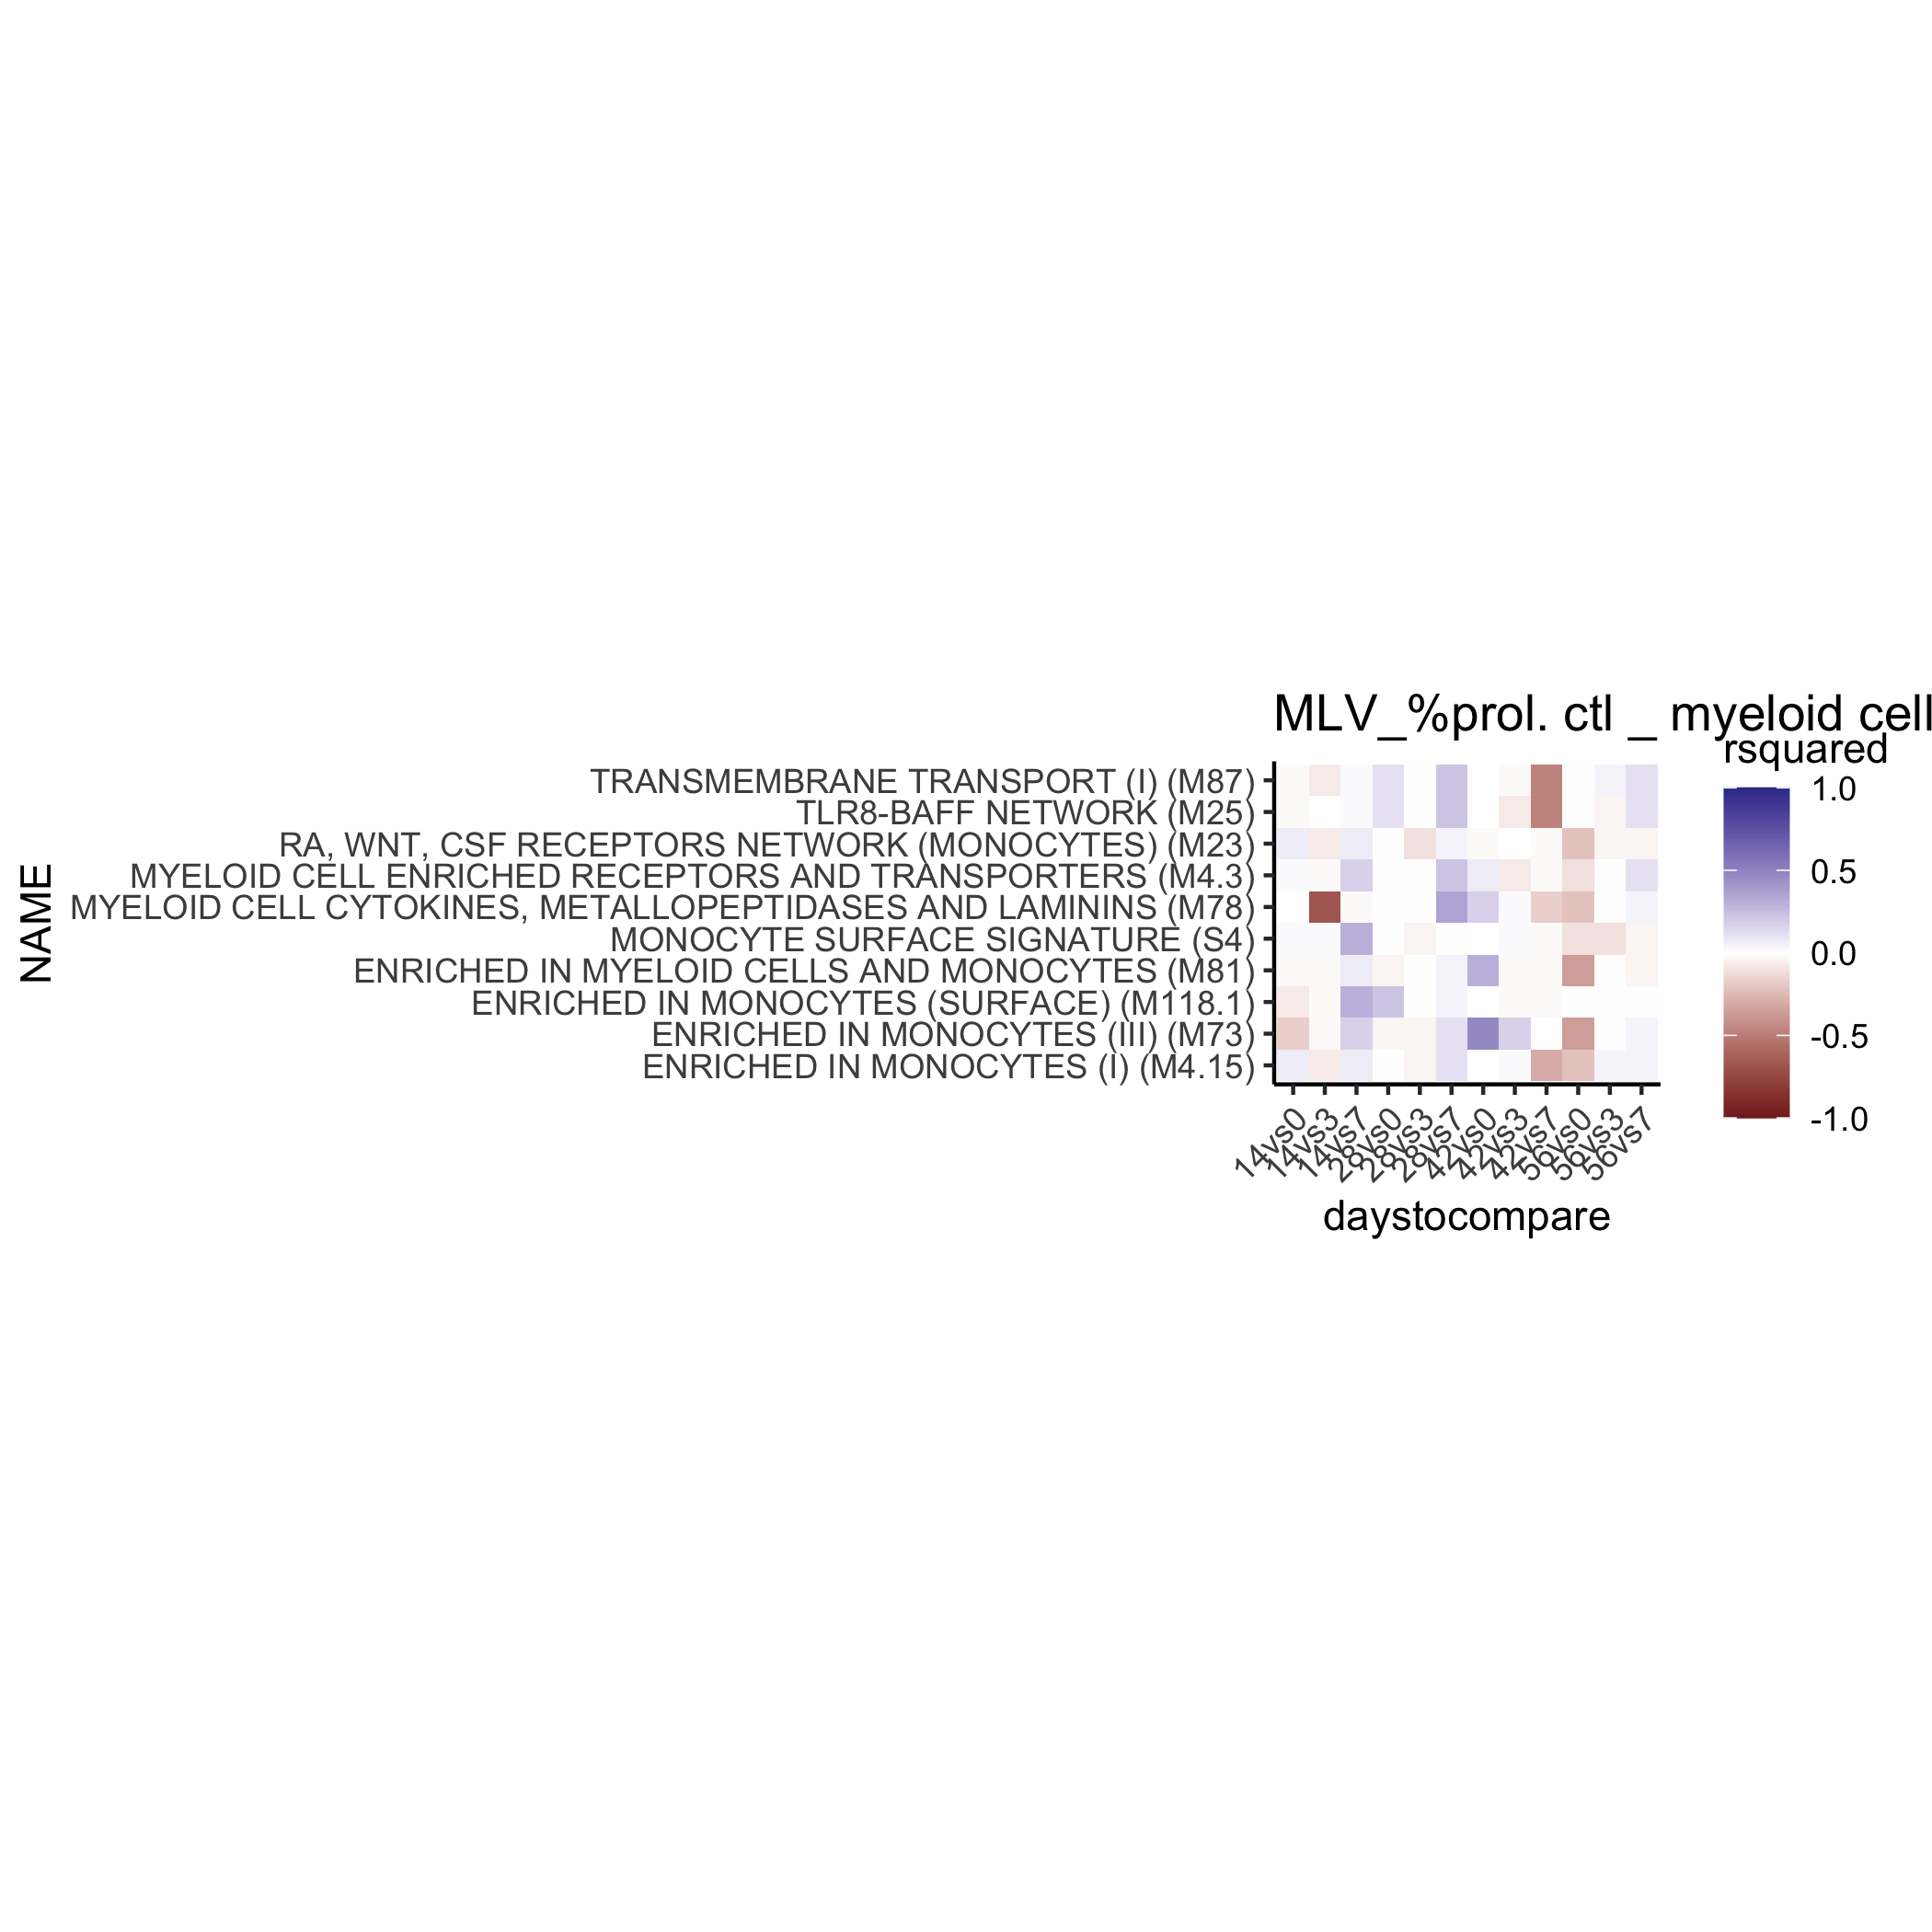 MLV_%prol. ctl _ myeloid cell
rsquared
1.0
0.5
0.0
-0.5
-1.0
NAME
TRANSMEMBRANE TRANSPORT (I) (M87)
TLR8-BAFF NETWORK (M25)
RA, WNT, CSF RECEPTORS NETWORK (MONOCYTES) (M23)
MYELOID CELL ENRICHED RECEPTORS AND TRANSPORTERS (M4.3)
MYELOID CELL CYTOKINES, METALLOPEPTIDASES AND LAMININS (M78)
MONOCYTE SURFACE SIGNATURE (S4)
ENRICHED IN MYELOID CELLS AND MONOCYTES (M81)
ENRICHED IN MONOCYTES (SURFACE) (M118.1)
ENRICHED IN MONOCYTES (III) (M73)
ENRICHED IN MONOCYTES (I) (M4.15)
14vs0
14vs3
14vs7
28vs0
28vs3
28vs7
42vs0
42vs3
42vs7
56vs0
56vs3
56vs7
daystocompare